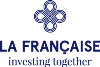 LA FRANÇAISE
investing together